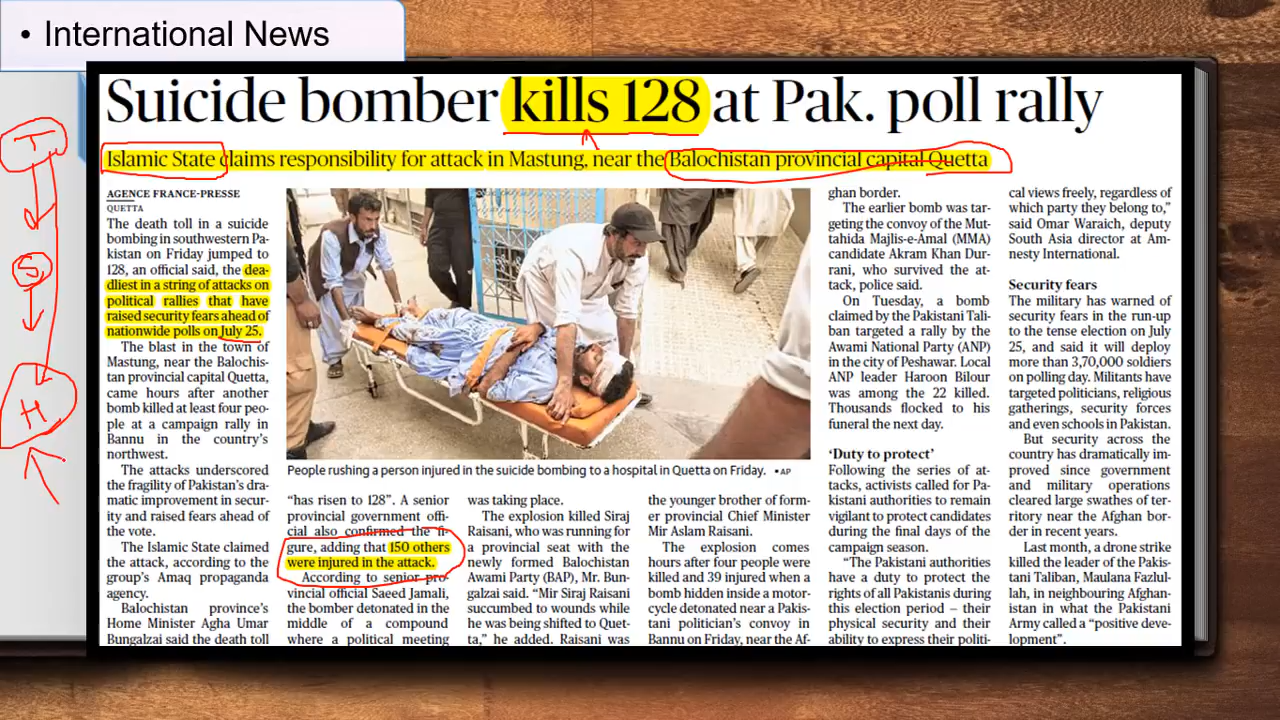 • International News
Suicide bomber kills 128 at Pak. poll rally
Islamic State claims responsibility for attack in Mastung, near the Balochistan provincial capital Quetta
T
S
H
AGENCE FRANCE-PRESSE
QUETTA
The death toll in a suicide
bombing in southwestern Pa-
kistan on Friday jumped to
128, an official said, the dea-
dliest in a string of attacks on
political rallies that have
raised security fears ahead of
nationwide polls on July 25.
The blast in the town of
Mastung, near the Balochis-
tan provincial capital Quetta,
came hours after another
bomb killed at least four peo-
ple at a campaign rally in
Bannu in the country's
northwest.
The attacks underscored
the fragility of Pakistan's dra-
matic improvement in secur-
ity and raised fears ahead of
the vote.
The Islamic State claimed
the attack, according to the
group's Amaq propaganda
agency.
Balochistan province's
Home Minister Agha Umar
Bungalzai said the death toll
People rushing a person injured in the suicide bombing to a hospital in Quetta on Friday. • AP
"has risen to 128". A senior
provincial government offi-
cial also confirmed the fi-
gure, adding that 150 others
were injured in the attack.
According to senior pro-
vincial official Saeed Jamali,
the bomber detonated in the
middle of a compound
where a political meeting
was taking place.
The explosion killed Siraj
Raisani, who was running for
a provincial seat with the
newly formed Balochistan
Awami Party (BAP), Mr. Bun-
galzai said. "Mir Siraj Raisani
succumbed to wounds while
he was being shifted to Quet-
ta," he added. Raisani was
the younger brother of form-
er provincial Chief Minister
Mir Aslam Raisani.
The explosion comes
hours after four people were
killed and 39 injured when a
bomb hidden inside a motor-
cycle detonated near a Pakis-
tani politician's convoy in
Bannu on Friday, near the Af-
ghan border.
The earlier bomb was tar-
geting the convoy of the Mut-
tahida Majlis-e-Amal (MMA)
candidate Akram Khan Dur-
rani, who survived the at-
tack, police said.
On Tuesday, a bomb
claimed by the Pakistani Tali-
ban targeted a rally by the
Awami National Party (ANP)
in the city of Peshawar. Local
ANP leader Haroon Bilour
was among the 22 killed.
Thousands flocked to his
funeral the next day.
'Duty to protect'
Following the series of at-
tacks, activists called for Pa-
kistani authorities to remain
vigilant to protect candidates
during the final days of the
campaign season.
"The Pakistani authorities
have a duty to protect the
rights of all Pakistanis during
this election period – their
physical security and their
ability to express their politi-
cal views freely, regardless of
which party they belong to,"
said Omar Waraich, deputy
South Asia director at Am-
nesty International.
Security fears
The military has warned of
security fears in the run-up
to the tense election on July
25, and said it will deploy
more than 3,70,000 soldiers
on polling day. Militants have
targeted politicians, religious
gatherings, security forces
and even schools in Pakistan.
But security across the
country has dramatically im-
proved since government
and military operations
cleared large swathes of ter-
ritory near the Afghan bor-
der in recent years.
Last month, a drone strike
killed the leader of the Pakis-
tani Taliban, Maulana Fazlul-
lah, in neighbouring Afghan-
istan in what the Pakistani
Army called a "positive deve-
lopment".